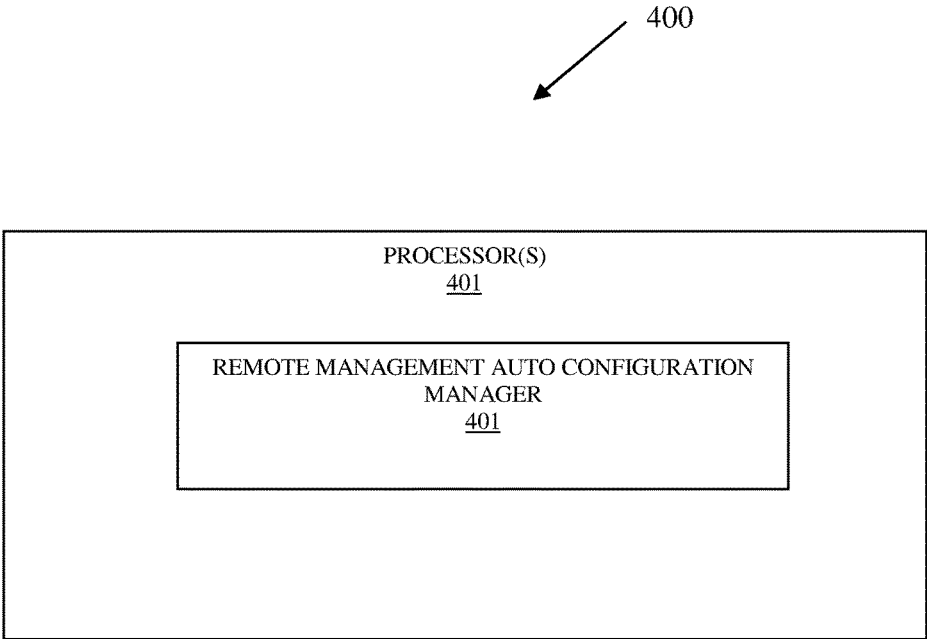 400
PROCESSOR(S)
401
REMOTE MANAGEMENT AUTO CONFIGURATION
MANAGER
401